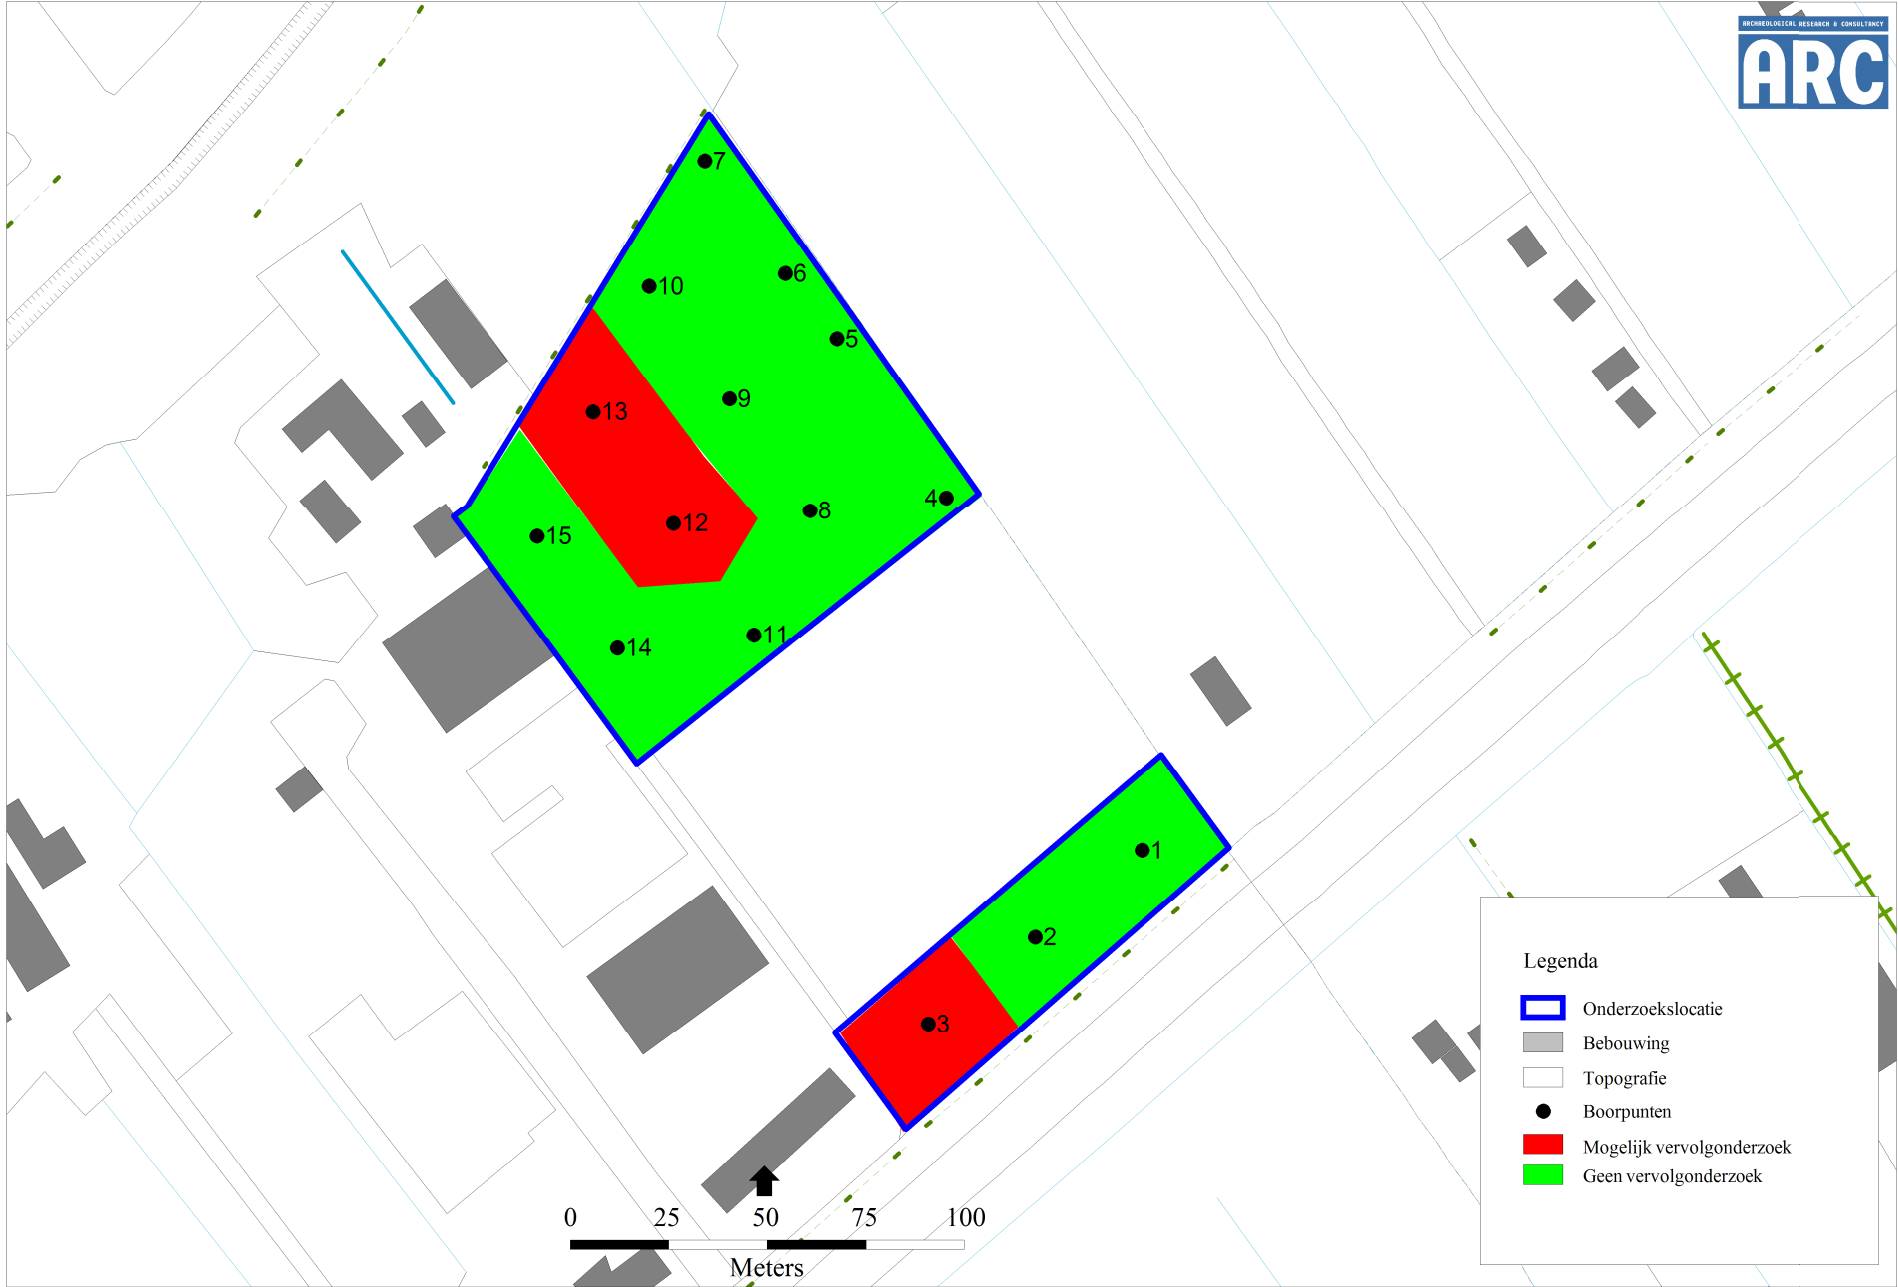 ARCHAEOLOGICAL RESEARCH & CONSULTANCY
ARC
7
10
6
5
13
9
4
8
12
15
11
14
1
2
3
Legenda
Onderzoekslocatie
Bebouwing
Topografie
Boorpunten
Mogelijk vervolgonderzoek
Geen vervolgonderzoek
0 25 50 75 100
Meters